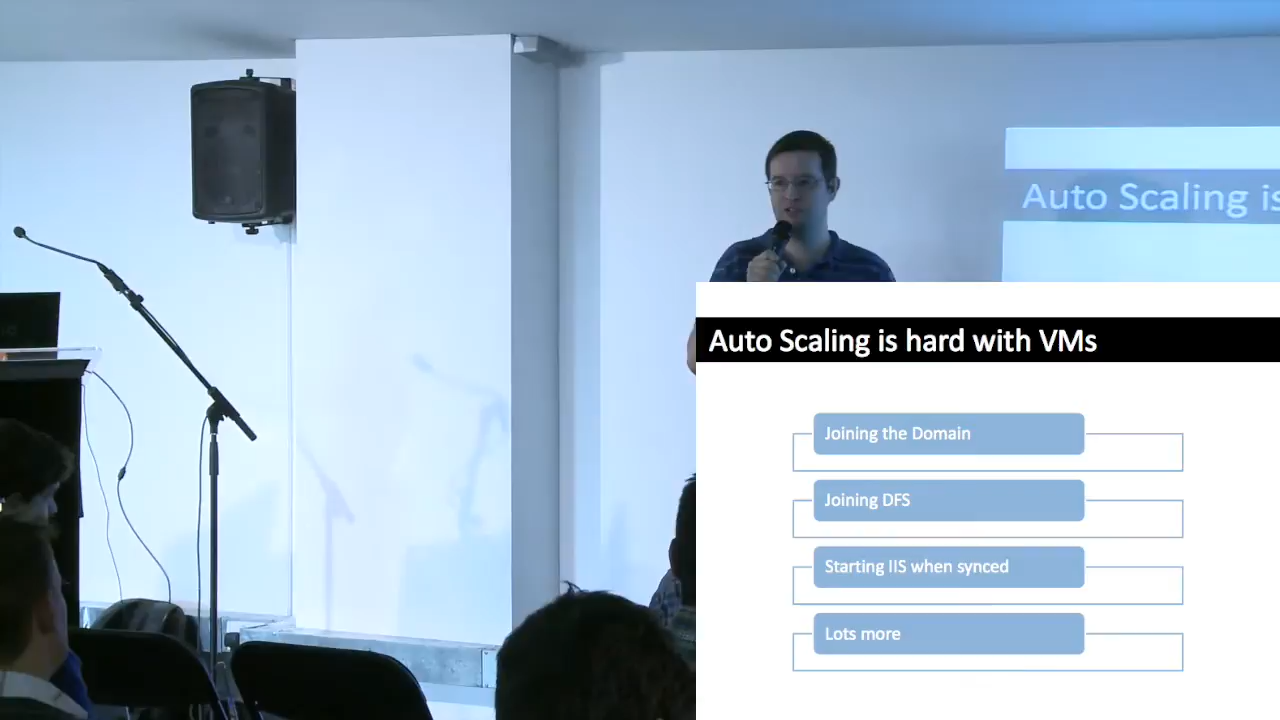 Auto Scaling is
Auto Scaling is hard with VMs
Joining the Domain
Joining DFS
Starting IIS when synced
Lots more